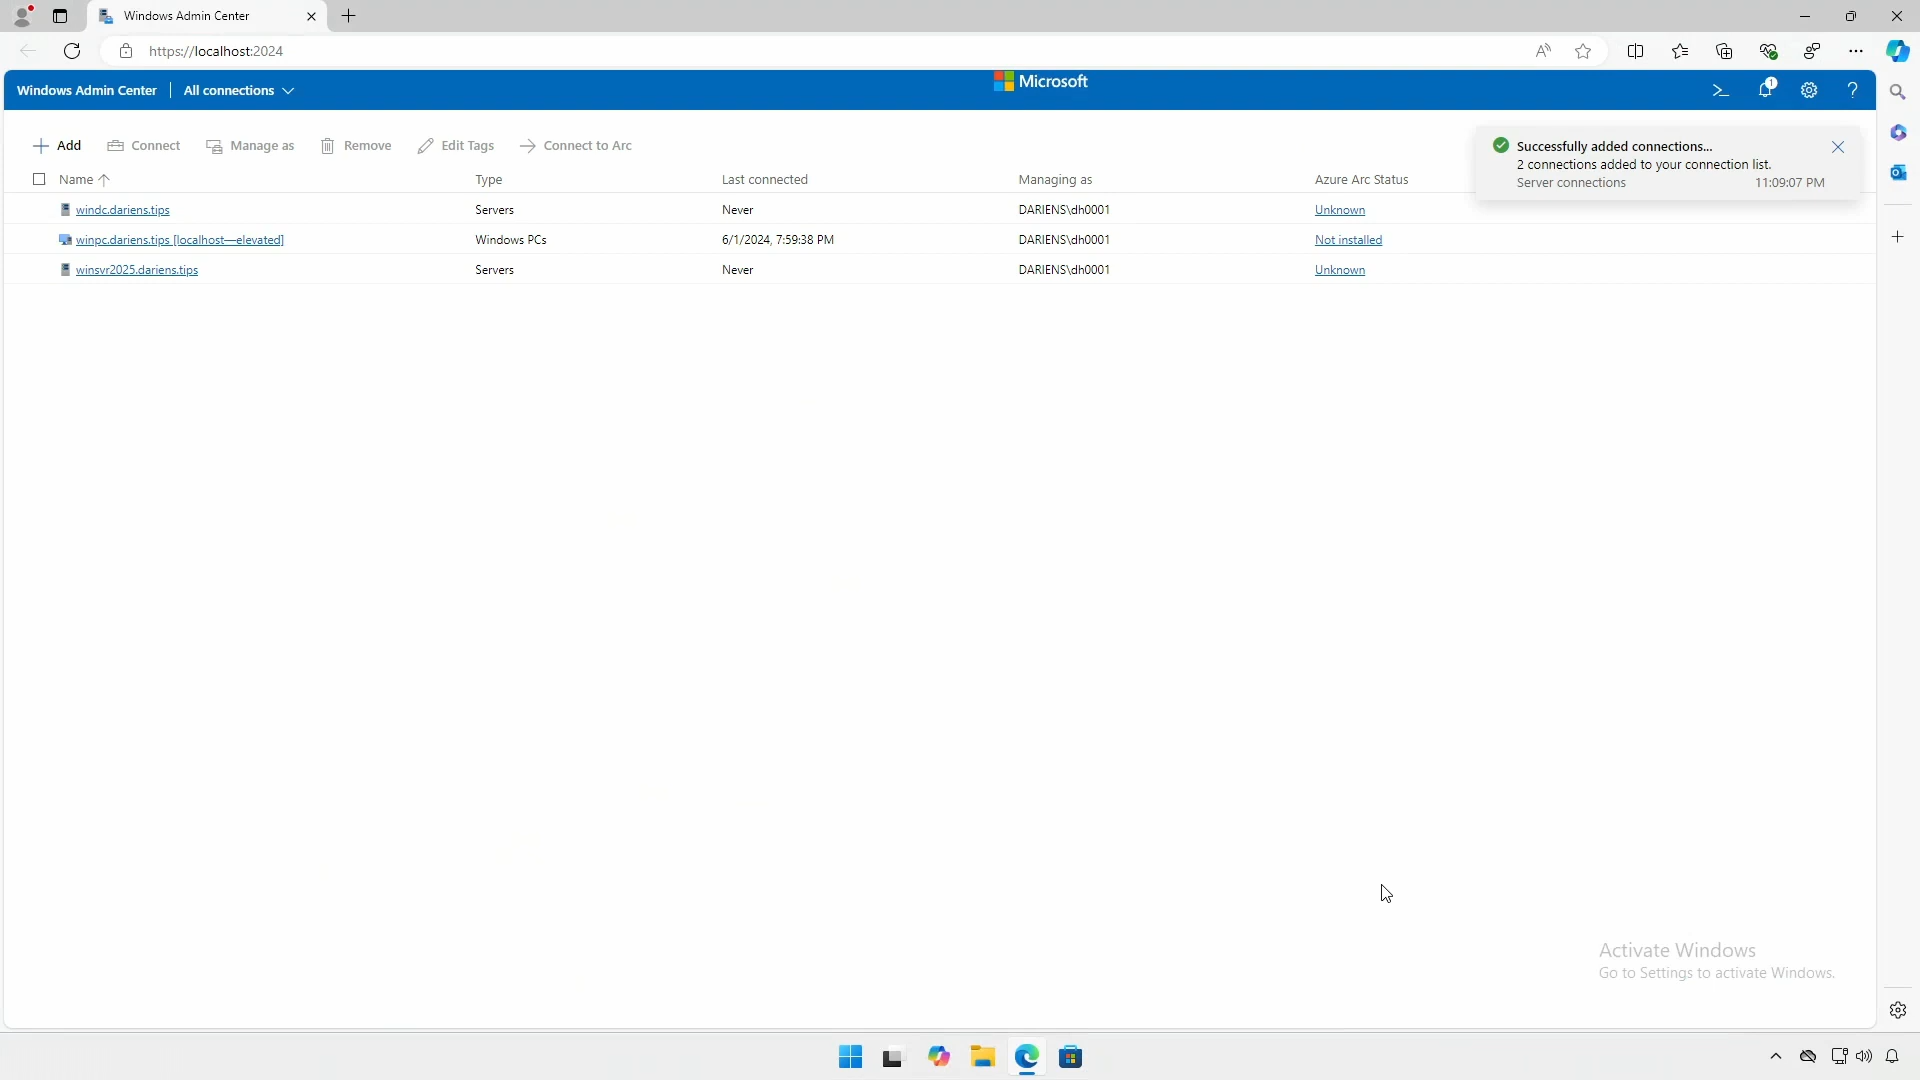 Windows Admin Center
https://localhost:2024
Windows Admin Center | All connections
Microsoft
1
Add Connect Manage as Remove Edit Tags Connect to Arc
Successfully added connections...
2 connections added to your connection list.
Server connections 11:09:07 PM
Name Type Last connected Managing as Azure Arc Status
windc.dariens.tips Servers Never DARIENS\dh0001 Unknown
winpc.dariens.tips [localhost—elevated] Windows PCs 6/1/2024, 7:59:38 PM DARIENS\dh0001 Not installed
winsvr2025.dariens.tips Servers Never DARIENS\dh0001 Unknown
Activate Windows
Go to Settings to activate Windows.